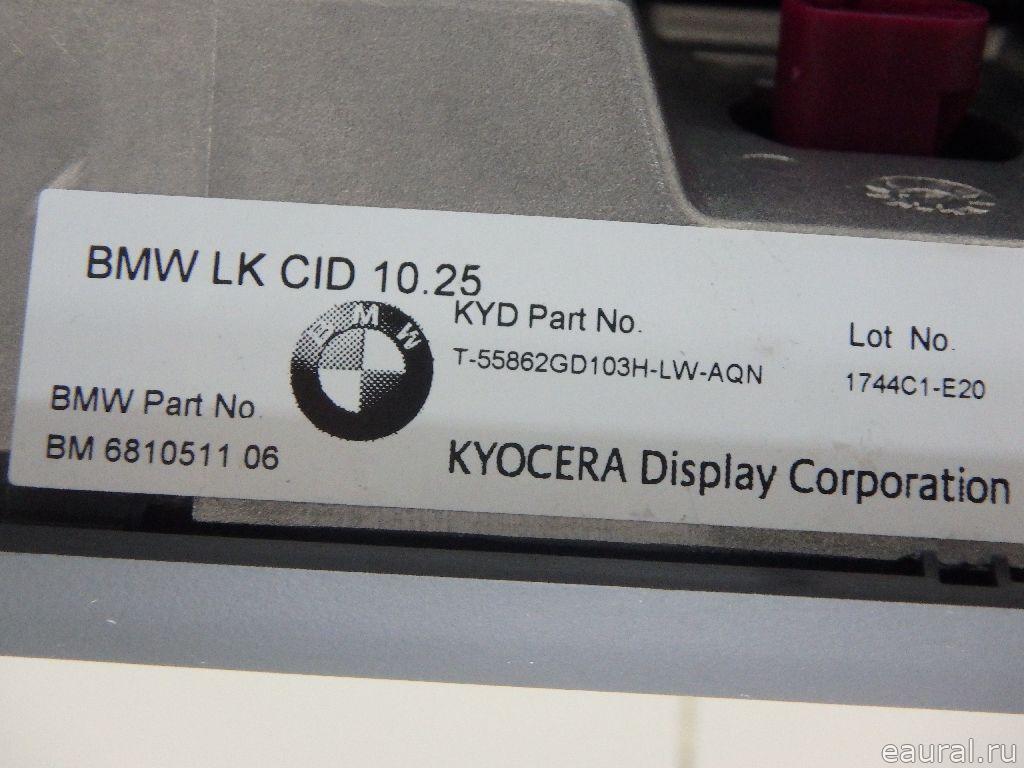 BMW LK CID 10.25
BMW
KYD Part No.
Lot No.
T-55862GD103H-LW-AQN
1744C1-E20
BMW Part No.
BM 6810511 06
KYOCERA Display Corporation
eaural.ru